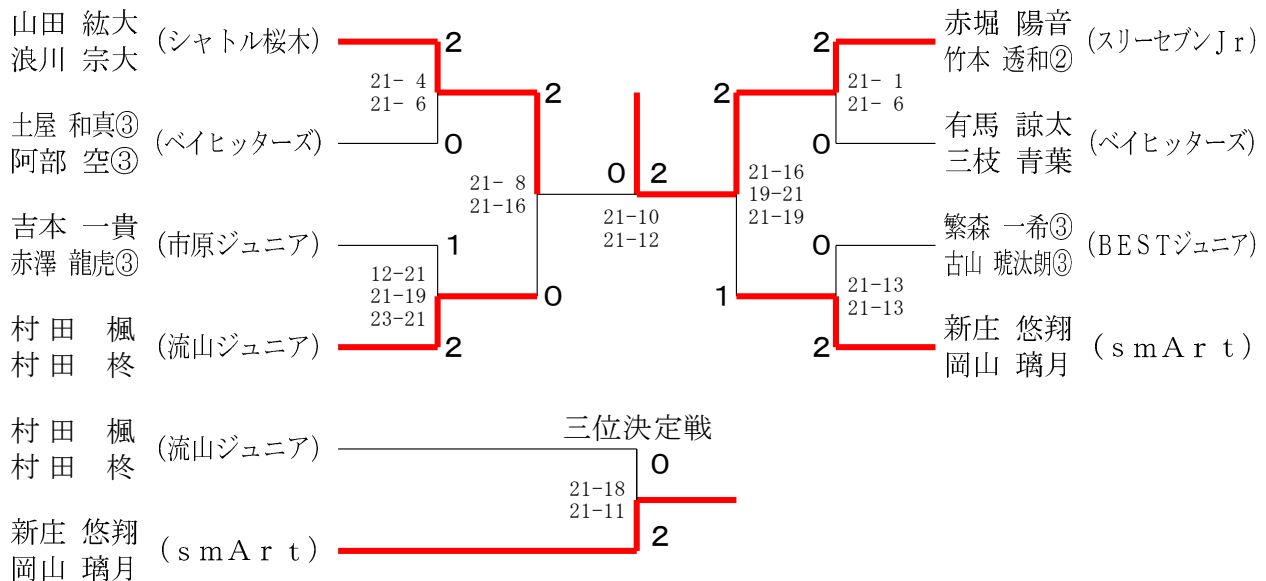 山田 紘大
浪川 宗大
(シャトル桜木)
2
21- 4
21- 6
土屋 和真③
阿部 空③
(ベイヒッターズ)
0
2
21- 8
21-16
吉本 一貴
赤澤 龍虎③
(市原ジュニア)
1
12-21
21-19
23-21
0
村田 楓
村田 柊
(流山ジュニア)
2
0 2
21-10
21-12
赤堀 陽音
竹本 透和②
(スリーセブンJr)
2
21- 1
21- 6
有馬 諒太
三枝 青葉
(ベイヒッターズ)
0
2
21-16
19-21
21-19
繁森 一希③
古山 琥汰朗③
(BESTジュニア)
0
21-13
21-13
1
新庄 悠翔
岡山 璃月
(smArt)
2
三位決定戦
村田 楓
村田 柊
(流山ジュニア)
0
21-18
21-11
新庄 悠翔
岡山 璃月
(smArt)
2